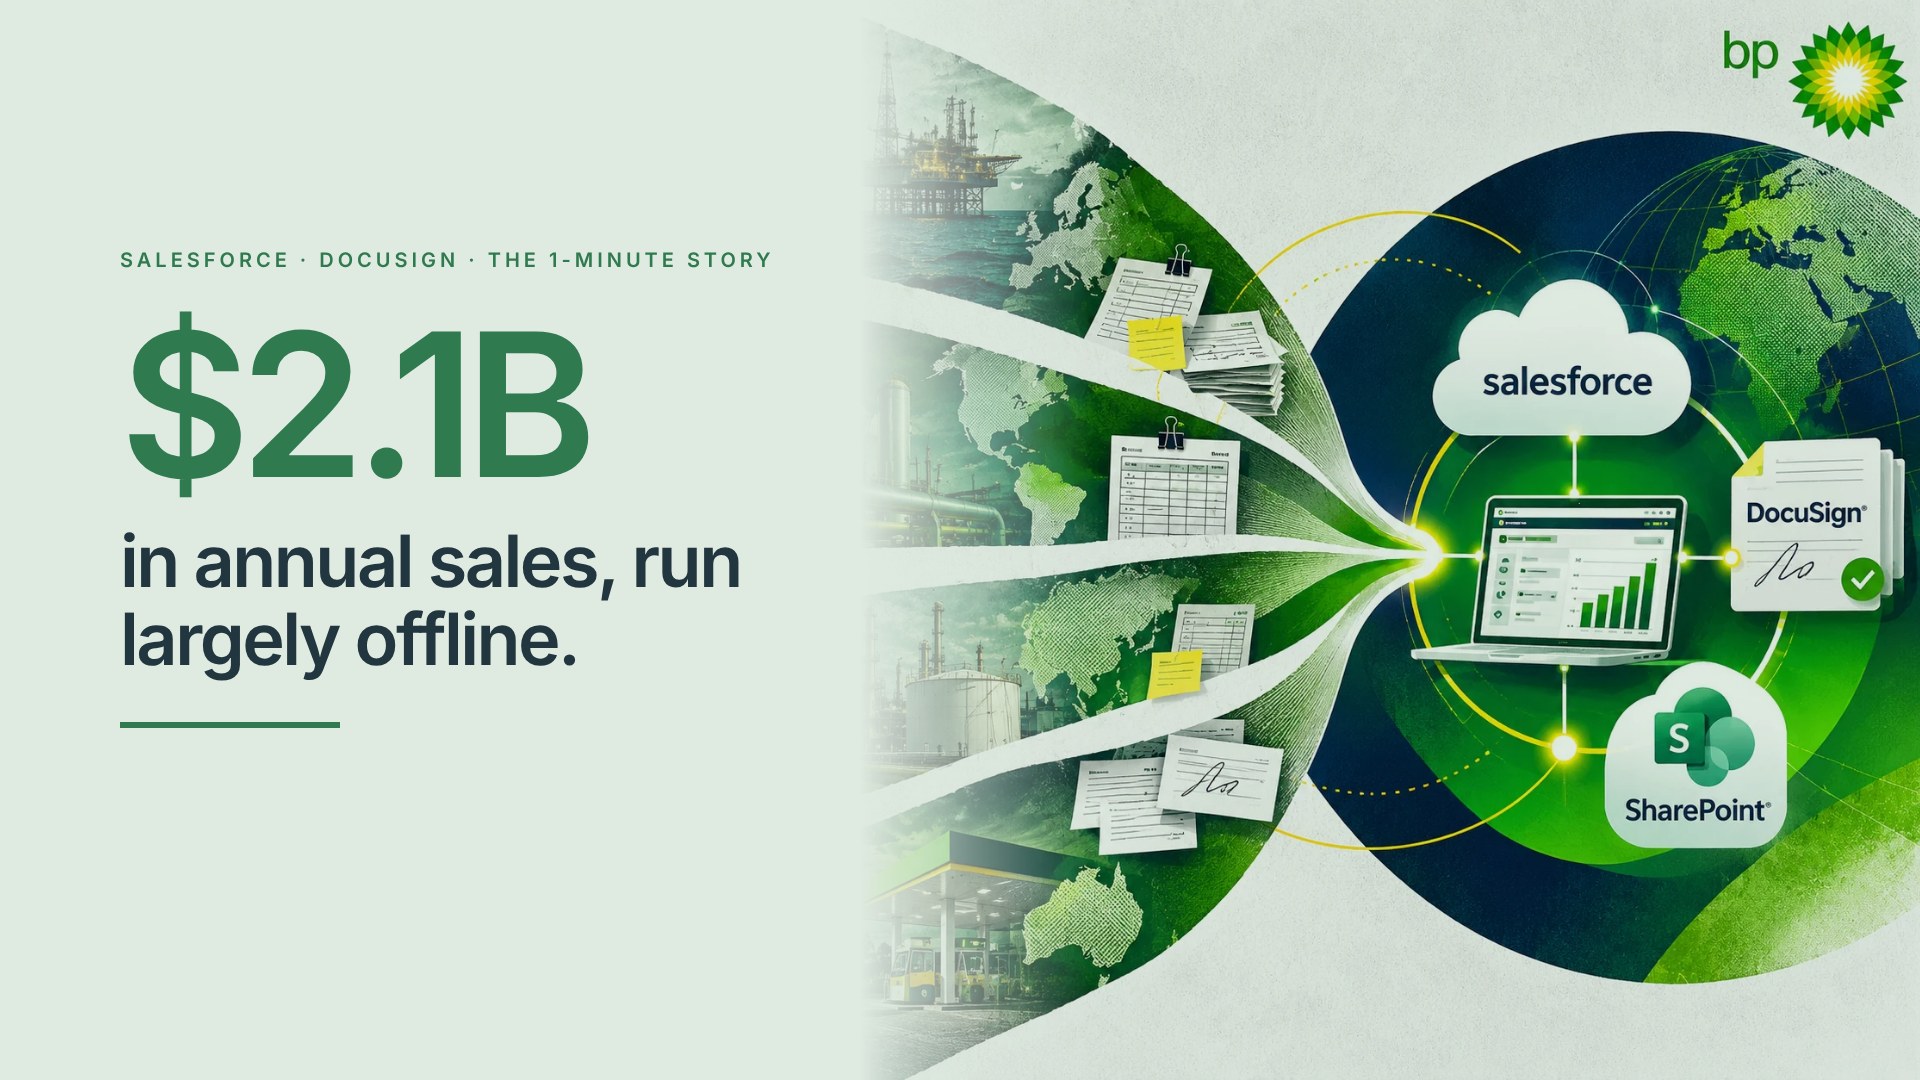 bp
SALESFORCE · DOCUSIGN · THE 1-MINUTE STORY
$2.1B
in annual sales, run
largely offline.
salesforce
DocuSign®
S
SharePoint®